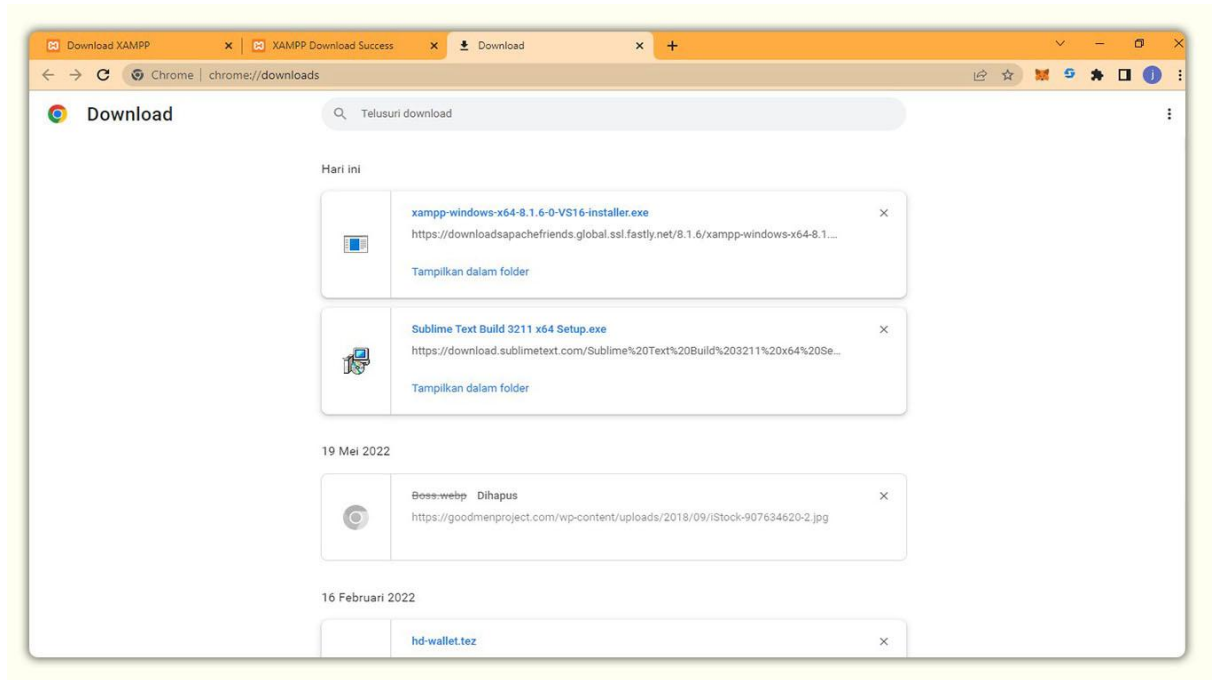 Download XAMPP
XAMPP Download Success
Download
Chrome | chrome://downloads
j
Download
Telusuri download
Hari ini
xampp-windows-x64-8.1.6-0-VS16-installer.exe
https://downloadsapachefriends.global.ssl.fastly.net/8.1.6/xampp-windows-x64-8.1....
Tampilkan dalam folder
Sublime Text Build 3211 x64 Setup.exe
https://download.sublimetext.com/Sublime%20Text%20Build%203211%20x64%20Se...
Tampilkan dalam folder
19 Mei 2022
Boss.webp Dihapus
https://goodmenproject.com/wp-content/uploads/2018/09/iStock-907634620-2.jpg
16 Februari 2022
hd-wallet.tez